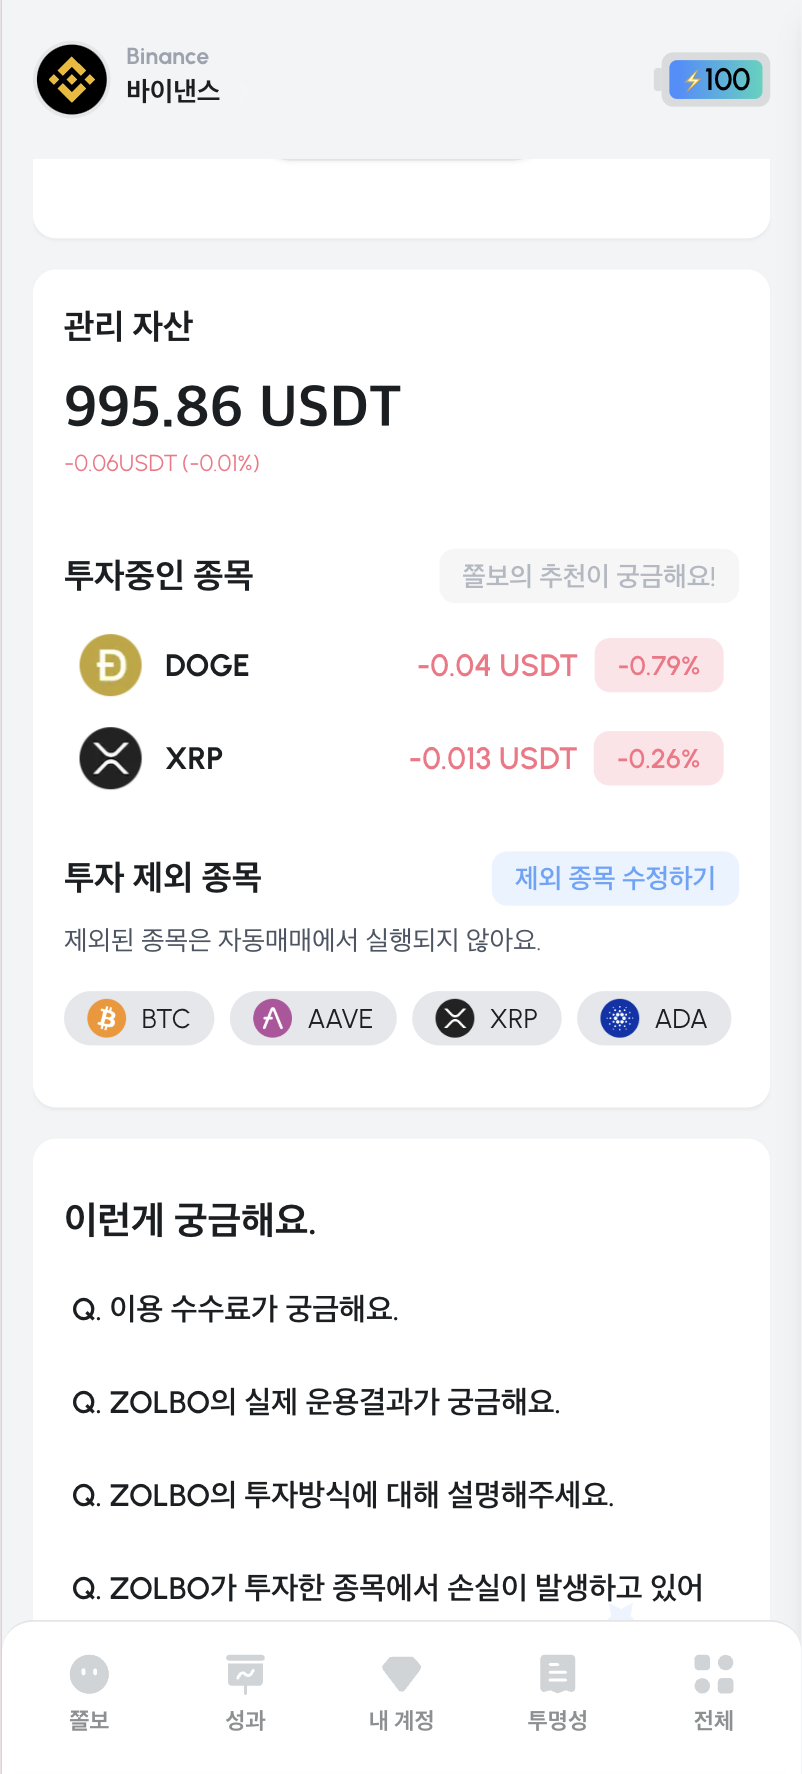 Binance
바이낸스
⚡100
관리 자산
995.86 USDT
-0.06USDT (-0.01%)
투자중인 종목
쫄보의 추천이 궁금해요!
DOGE -0.04 USDT -0.79%
XRP -0.013 USDT -0.26%
투자 제외 종목
제외 종목 수정하기
제외된 종목은 자동매매에서 실행되지 않아요.
BTC AAVE XRP ADA
이런게 궁금해요.
Q. 이용 수수료가 궁금해요.
Q. ZOLBO의 실제 운용결과가 궁금해요.
Q. ZOLBO의 투자방식에 대해 설명해주세요.
Q. ZOLBO가 투자한 종목에서 손실이 발생하고 있어
쫄보 성과 내 계정 투명성 전체